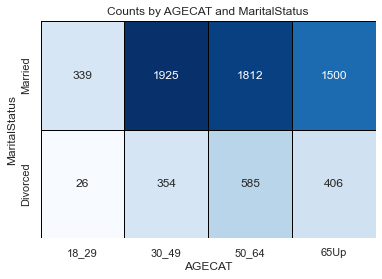 Counts by AGECAT and MaritalStatus
MaritalStatus
Married
339 1925 1812 1500
Divorced
26 354 585 406
18_29 30_49 50_64 65Up
AGECAT